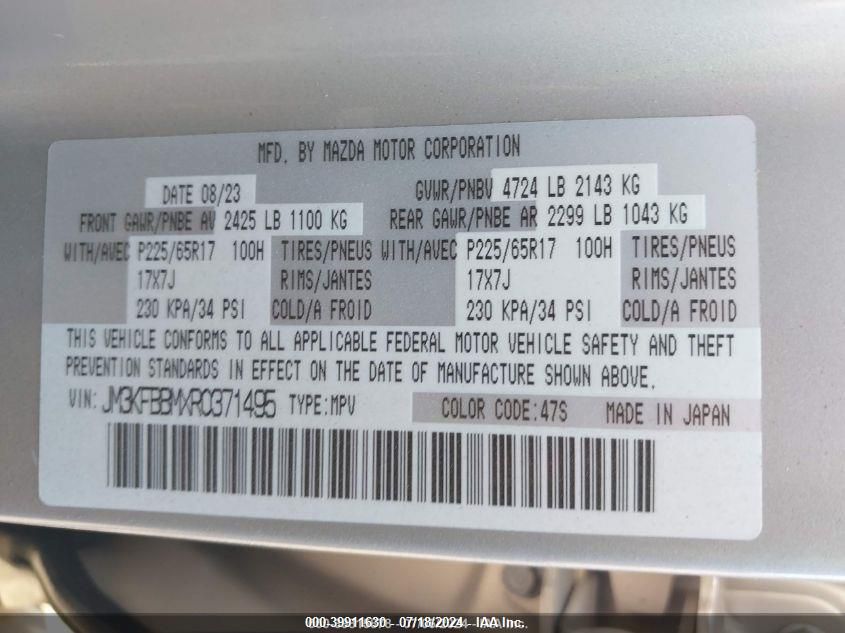 MFD. BY MAZDA MOTOR CORPORATION
DATE 08/23 GVWR/PNBV 4724 LB 2143 KG
FRONT GAWR/PNBE AV 2425 LB 1100 KG REAR GAWR/PNBE AR 2299 LB 1043 KG
WITH/AVEC P225/65R17 100H TIRES/PNEUS WITH/AVEC P225/65R17 100H TIRES/PNEUS
17X7J RIMS/JANTES 17X7J RIMS/JANTES
230 KPA/34 PSI COLD/A FROID 230 KPA/34 PSI COLD/A FROID
THIS VEHICLE CONFORMS TO ALL APPLICABLE FEDERAL MOTOR VEHICLE SAFETY AND THEFT
PREVENTION STANDARDS IN EFFECT ON THE DATE OF MANUFACTURE SHOWN ABOVE.
VIN: JM3KFBBMXR0371495 TYPE:MPV COLOR CODE:47S MADE IN JAPAN
000-39911630 - 07/18/2024 - IAA Inc.